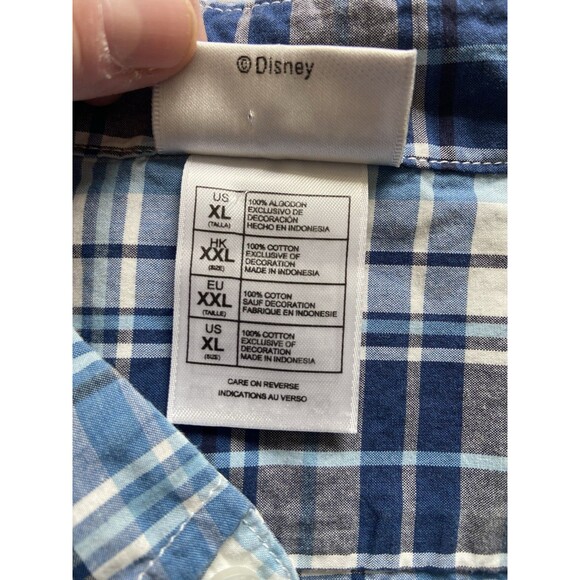 ©Disney
US
XL
(TALLA)
100% ALGODON
EXCLUSIVO DE
DECORACIÓN
HECHO EN INDONESIA
HK
XXL
(SIZE)
100% COTTON
EXCLUSIVE OF
DECORATION
MADE IN INDONESIA
EU
XXL
(TAILLE)
100% COTON
SAUF DECORATION
FABRIQUE EN INDONESIE
US
XL
(SIZE)
100% COTTON
EXCLUSIVE OF
DECORATION
MADE IN INDONESIA
CARE ON REVERSE
INDICATIONS AU VERSO